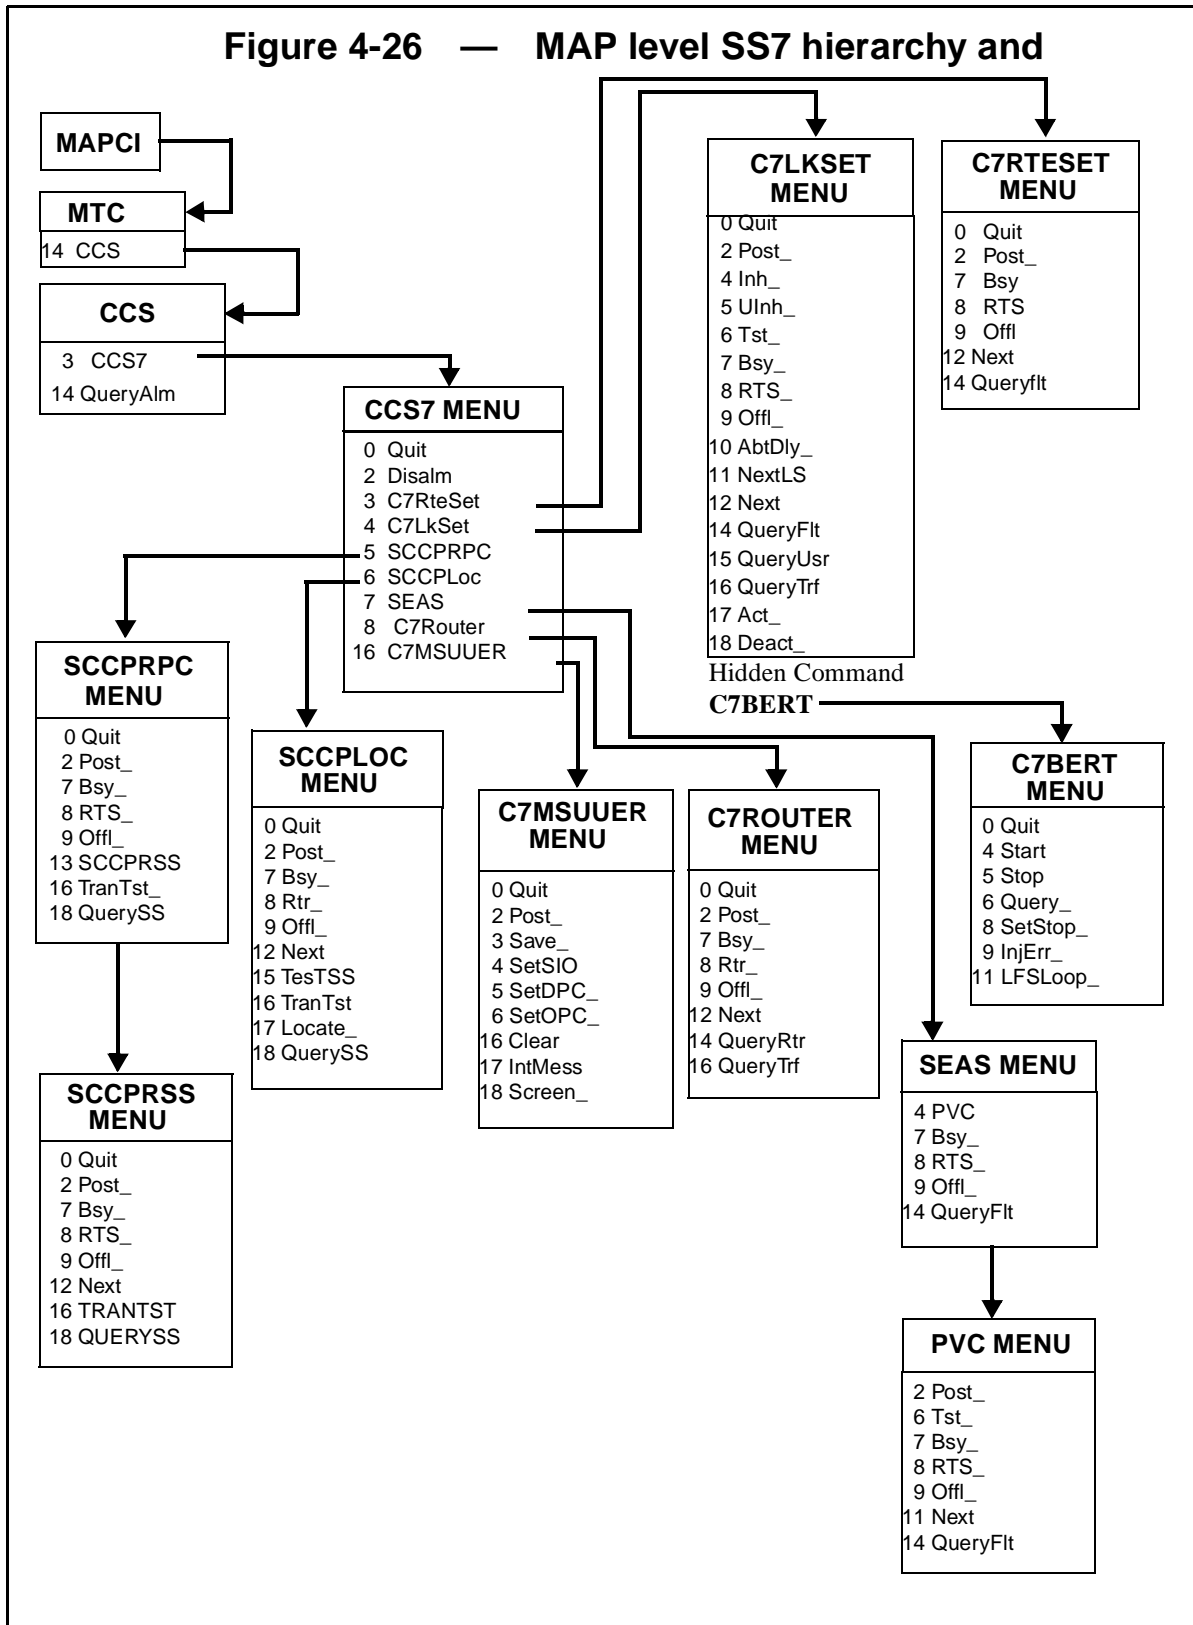 Figure 4-26 — MAP level SS7 hierarchy and
MAPCI
MTC
14 CCS
CCS
3 CCS7
14 QueryAlm
CCS7 MENU
0 Quit
2 Disalm
3 C7RteSet
4 C7LkSet
5 SCCPRPC
6 SCCPLoc
7 SEAS
8 C7Router
16 C7MSUUER
C7LKSET
MENU
0 Quit
2 Post_
4 Inh_
5 UInh_
6 Tst_
7 Bsy_
8 RTS_
9 Offl_
10 AbtDly_
11 NextLS
12 Next
14 QueryFlt
15 QueryUsr
16 QueryTrf
17 Act_
18 Deact_
Hidden Command
C7BERT
C7RTESET
MENU
0 Quit
2 Post_
7 Bsy
8 RTS
9 Offl
12 Next
14 Queryflt
SCCPRPC
MENU
0 Quit
2 Post_
7 Bsy_
8 RTS_
9 Offl_
13 SCCPRSS
16 TranTst_
18 QuerySS
SCCPLOC
MENU
0 Quit
2 Post_
7 Bsy_
8 Rtr_
9 Offl_
12 Next
15 TesTSS
16 TranTst
17 Locate_
18 QuerySS
C7MSUUER
MENU
0 Quit
2 Post_
3 Save_
4 SetSIO
5 SetDPC_
6 SetOPC_
16 Clear
17 IntMess
18 Screen_
C7ROUTER
MENU
0 Quit
2 Post_
7 Bsy_
8 Rtr_
9 Offl_
12 Next
14 QueryRtr
16 QueryTrf
C7BERT
MENU
0 Quit
4 Start
5 Stop
6 Query_
8 SetStop_
9 InjErr_
11 LFSLoop_
SCCPRSS
MENU
0 Quit
2 Post_
7 Bsy_
8 RTS_
9 Offl_
12 Next
16 TRANTST
18 QUERYSS
SEAS MENU
4 PVC
7 Bsy_
8 RTS_
9 Offl_
14 QueryFlt
PVC MENU
2 Post_
6 Tst_
7 Bsy_
8 RTS_
9 Offl_
11 Next
14 QueryFlt